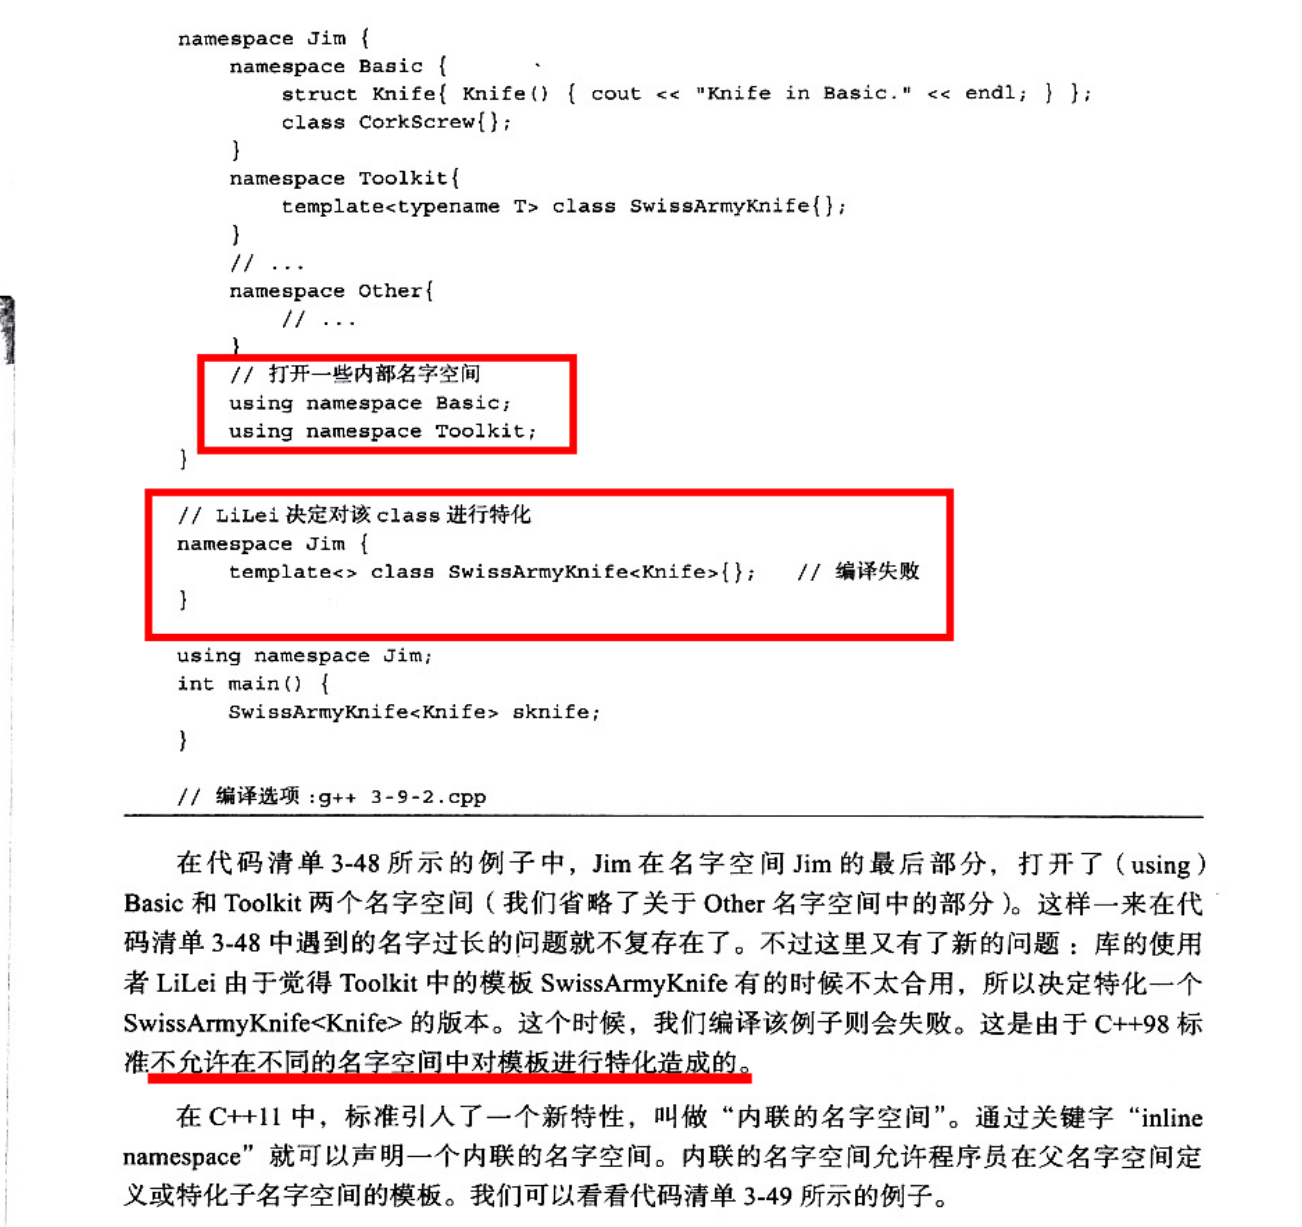 namespace Jim {
namespace Basic {
struct Knife{ Knife() { cout << "Knife in Basic." << endl; } };
class CorkScrew{};
}
namespace Toolkit{
template<typename T> class SwissArmyKnife{};
}
// ...
namespace Other{
// ...
}
// 打开一些内部名字空间
using namespace Basic;
using namespace Toolkit;
}
// LiLei 决定对该 class 进行特化
namespace Jim {
template<> class SwissArmyKnife<Knife>{}; // 编译失败
}
using namespace Jim;
int main() {
SwissArmyKnife<Knife> sknife;
}
// 编译选项 :g++ 3-9-2.cpp
在代码清单 3-48 所示的例子中，Jim 在名字空间 Jim 的最后部分，打开了（using）
Basic 和 Toolkit 两个名字空间（我们省略了关于 Other 名字空间中的部分）。这样一来在代
码清单 3-48 中遇到的名字过长的问题就不复存在了。不过这里又有了新的问题：库的使用
者 LiLei 由于觉得 Toolkit 中的模板 SwissArmyKnife 有的时候不太合用，所以决定特化一个
SwissArmyKnife<Knife> 的版本。这个时候，我们编译该例子则会失败。这是由于 C++98 标
准不允许在不同的名字空间中对模板进行特化造成的。
在 C++11 中，标准引人了一个新特性，叫做“内联的名字空间”。通过关键字“inline
namespace”就可以声明一个内联的名字空间。内联的名字空间允许程序员在父名字空间定
义或特化子名字空间的模板。我们可以看看代码清单 3-49 所示的例子。